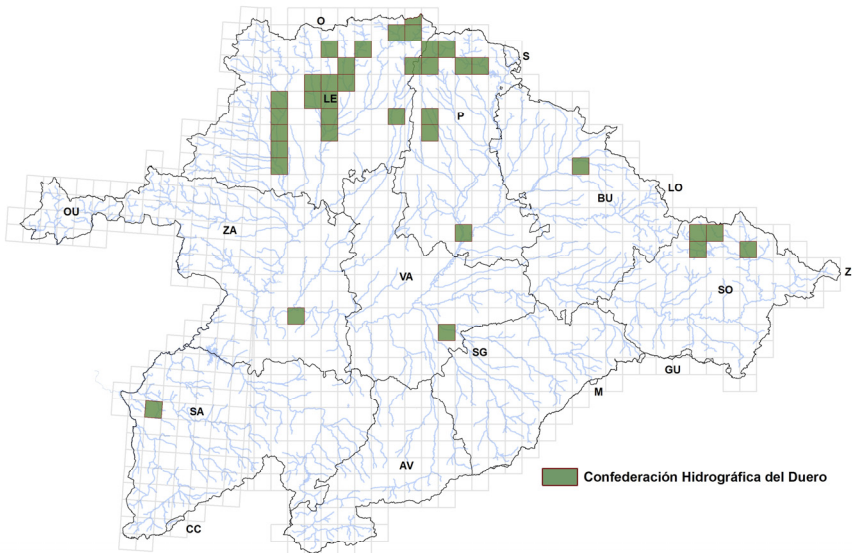 O
S
LE
P
LO
BU
OU
ZA
Z
VA
SO
SG
GU
M
SA
AV
Confederación Hidrográfica del Duero
CC